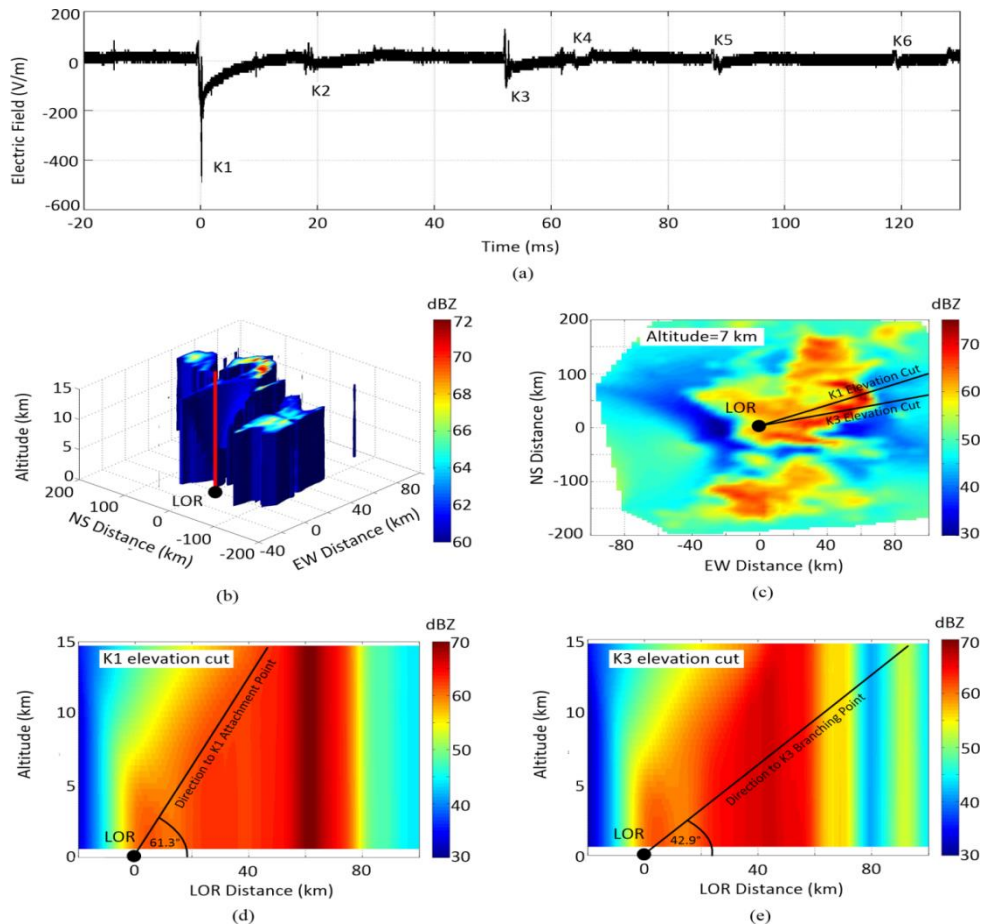 200
0
-200
-400
-600
Electric Field (V/m)
K1
K2
K3
K4
K5
K6
-20 0 20 40 60 80 100 120
Time (ms)
(a)
dBZ
72
70
68
66
64
62
60
15
10
5
0
Altitude (km)
200
100
0
-100
-200
NS Distance (km)
-40
0
40
80
EW Distance (km)
LOR
(b)
dBZ
70
60
50
40
30
Altitude=7 km
200
100
0
-100
-200
NS Distance (km)
LOR
K1 Elevation Cut
K3 Elevation Cut
-80 -40 0 40 80
EW Distance (km)
(c)
dBZ
70
60
50
40
30
15
10
5
0
Altitude (km)
K1 elevation cut
Direction to K1 Attachment Point
LOR
61.3°
0 20 40 60 80
LOR Distance (km)
(d)
dBZ
70
60
50
40
30
15
10
5
0
Altitude (km)
K3 elevation cut
Direction to K3 Branching Point
LOR
42.9°
0 20 40 60 80
LOR Distance (km)
(e)